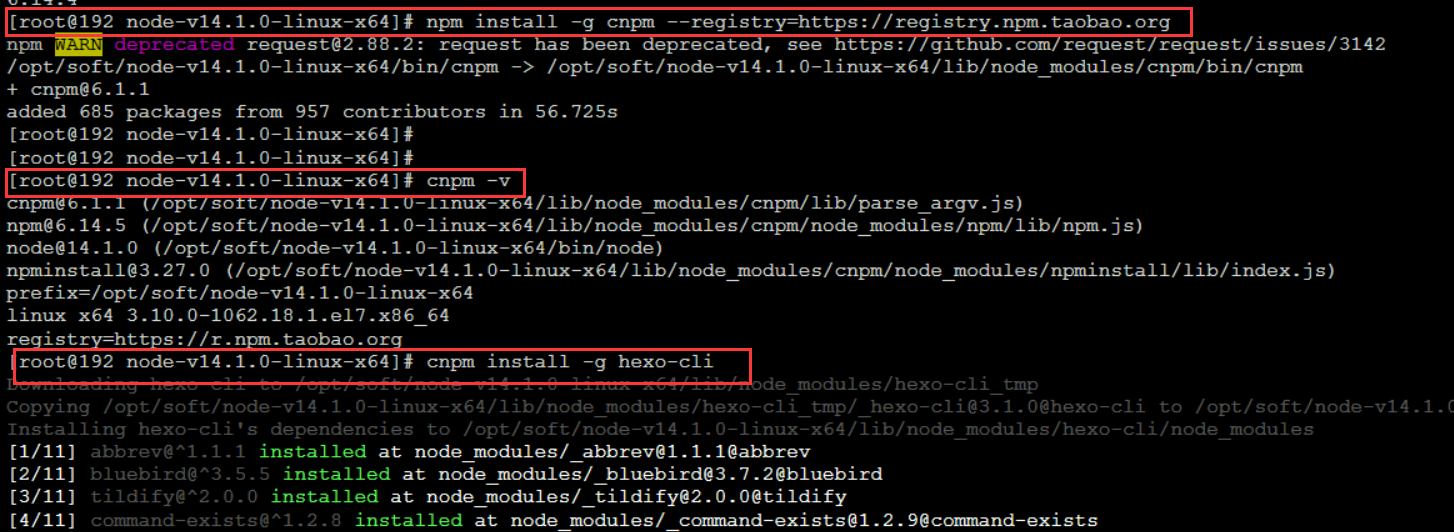 6.14.4
[root@192 node-v14.1.0-linux-x64]# npm install -g cnpm --registry=https://registry.npm.taobao.org
npm WARN deprecated request@2.88.2: request has been deprecated, see https://github.com/request/request/issues/3142
/opt/soft/node-v14.1.0-linux-x64/bin/cnpm -> /opt/soft/node-v14.1.0-linux-x64/lib/node_modules/cnpm/bin/cnpm
+ cnpm@6.1.1
added 685 packages from 957 contributors in 56.725s
[root@192 node-v14.1.0-linux-x64]#
[root@192 node-v14.1.0-linux-x64]#
[root@192 node-v14.1.0-linux-x64]# cnpm -v
cnpm@6.1.1 (/opt/soft/node-v14.1.0-linux-x64/lib/node_modules/cnpm/lib/parse_argv.js)
npm@6.14.5 (/opt/soft/node-v14.1.0-linux-x64/lib/node_modules/cnpm/node_modules/npm/lib/npm.js)
node@14.1.0 (/opt/soft/node-v14.1.0-linux-x64/bin/node)
npminstall@3.27.0 (/opt/soft/node-v14.1.0-linux-x64/lib/node_modules/cnpm/node_modules/npminstall/lib/index.js)
prefix=/opt/soft/node-v14.1.0-linux-x64
linux x64 3.10.0-1062.18.1.el7.x86_64
registry=https://r.npm.taobao.org
[root@192 node-v14.1.0-linux-x64]# cnpm install -g hexo-cli
Downloading hexo-cli to /opt/soft/node-v14.1.0-linux-x64/lib/node_modules/hexo-cli_tmp
Copying /opt/soft/node-v14.1.0-linux-x64/lib/node_modules/hexo-cli_tmp/_hexo-cli@3.1.0@hexo-cli to /opt/soft/node-v14.1.0
Installing hexo-cli's dependencies to /opt/soft/node-v14.1.0-linux-x64/lib/node_modules/hexo-cli/node_modules
[1/11] abbrev@^1.1.1 installed at node_modules/_abbrev@1.1.1@abbrev
[2/11] bluebird@^3.5.5 installed at node_modules/_bluebird@3.7.2@bluebird
[3/11] tildify@^2.0.0 installed at node_modules/_tildify@2.0.0@tildify
[4/11] command-exists@^1.2.8 installed at node_modules/_command-exists@1.2.9@command-exists